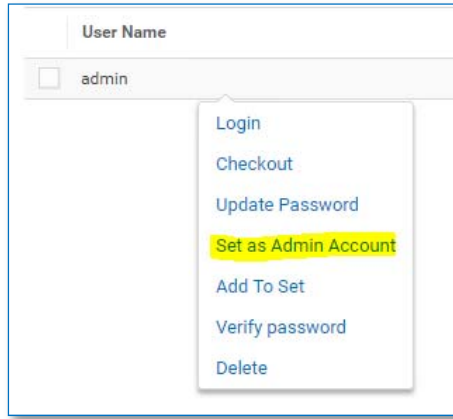 User Name
admin
Login
Checkout
Update Password
Set as Admin Account
Add To Set
Verify password
Delete